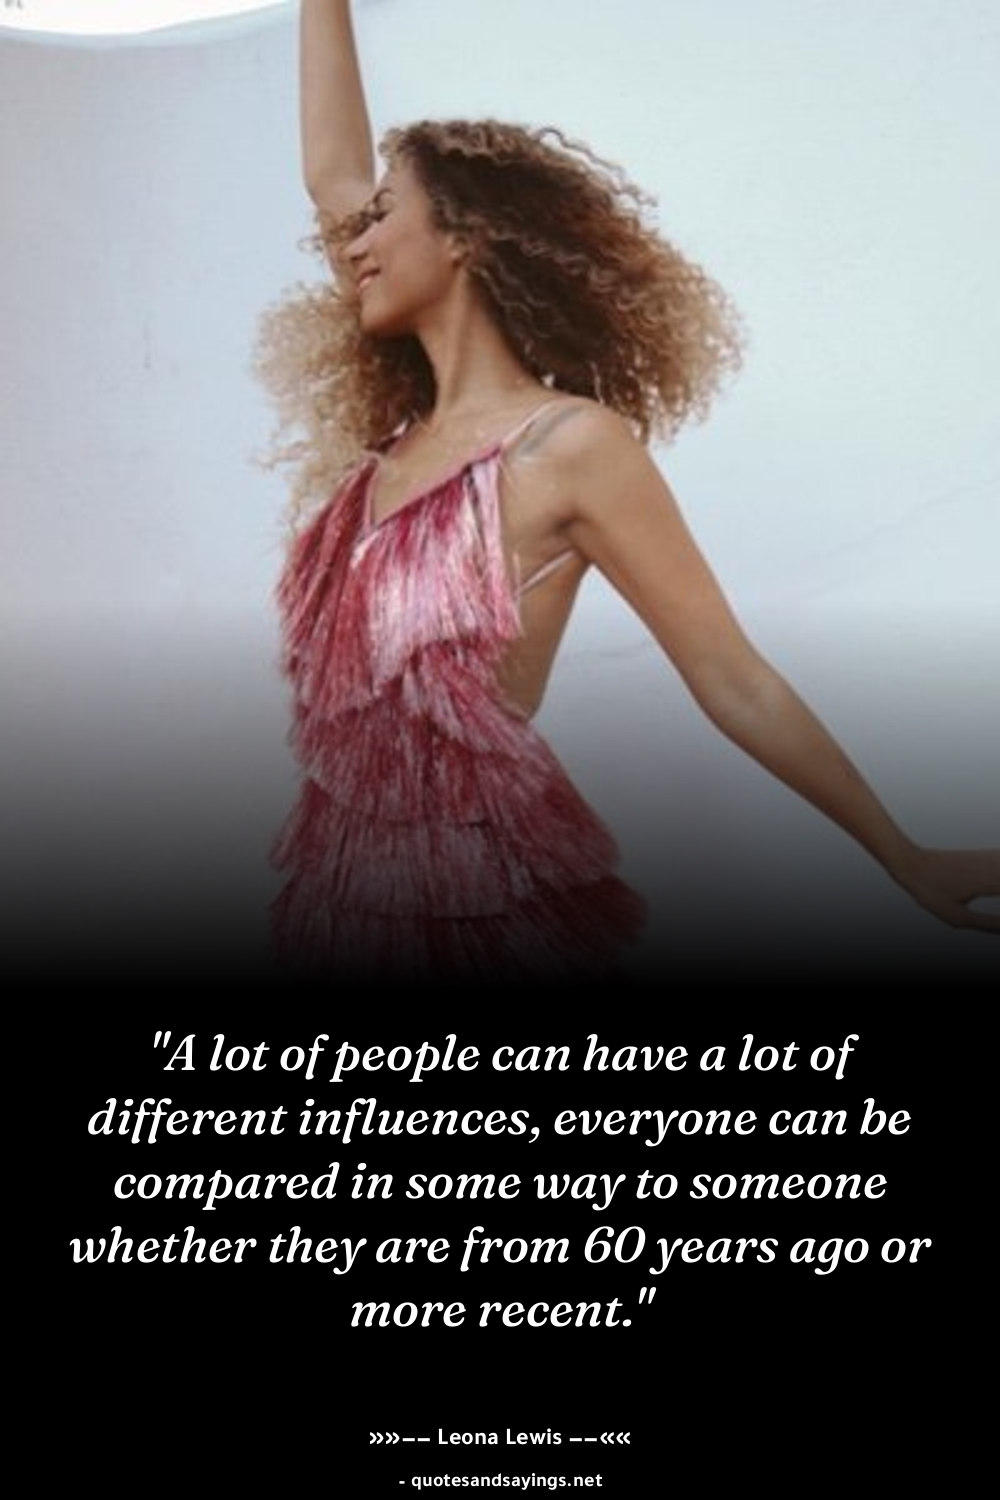 "A lot of people can have a lot of
different influences, everyone can be
compared in some way to someone
whether they are from 60 years ago or
more recent."
»»−− Leona Lewis −−««
- quotesandsayings.net